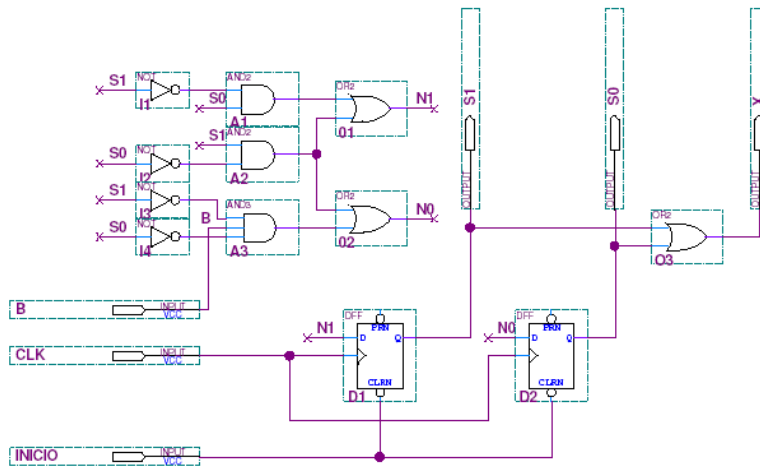 S1
NOT
I1
AND2
S0
A1
OR2
01
N1
S1
AND2
S0
NOT
I2
A2
S1
NOT
I3
B
AND3
S0
NOT
I4
A3
OR2
02
N0
S1
OUTPUT
S0
OUTPUT
OR2
O3
B
INPUT
VCC
CLK
INPUT
VCC
INICIO
INPUT
VCC
N1
DFF
PRN
D
Q
CLRN
D1
N0
DFF
PRN
D
Q
CLRN
D2